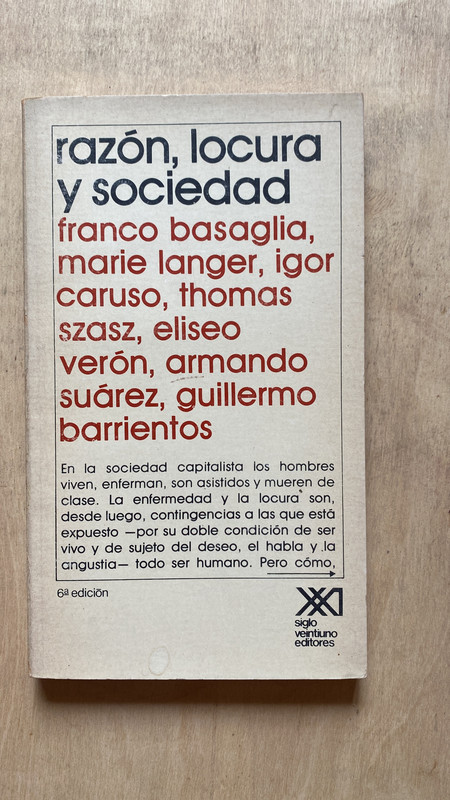 razón, locura
y sociedad
franco basaglia,
marie langer, igor
caruso, thomas
szasz, eliseo
verón, armando
suárez, guillermo
barrientos
En la sociedad capitalista los hombres
viven, enferman, son asistidos y mueren de
clase. La enfermedad y la locura son,
desde luego, contingencias a las que está
expuesto —por su doble condición de ser
vivo y de sujeto del deseo, el habla y la
angustia— todo ser humano. Pero cómo,
6ª edición
XXI
siglo
veintiuno
editores